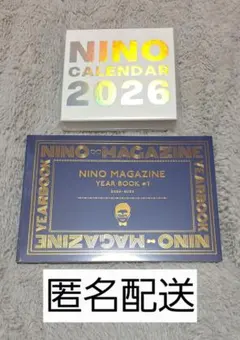 NINO
CALENDAR
2026
NINO∞MAGAZINE
YEARBOOK
YEARBOOK
NINO MAGAZINE
YEAR BOOK #1
NINO∞MAGAZINE
匿名配送